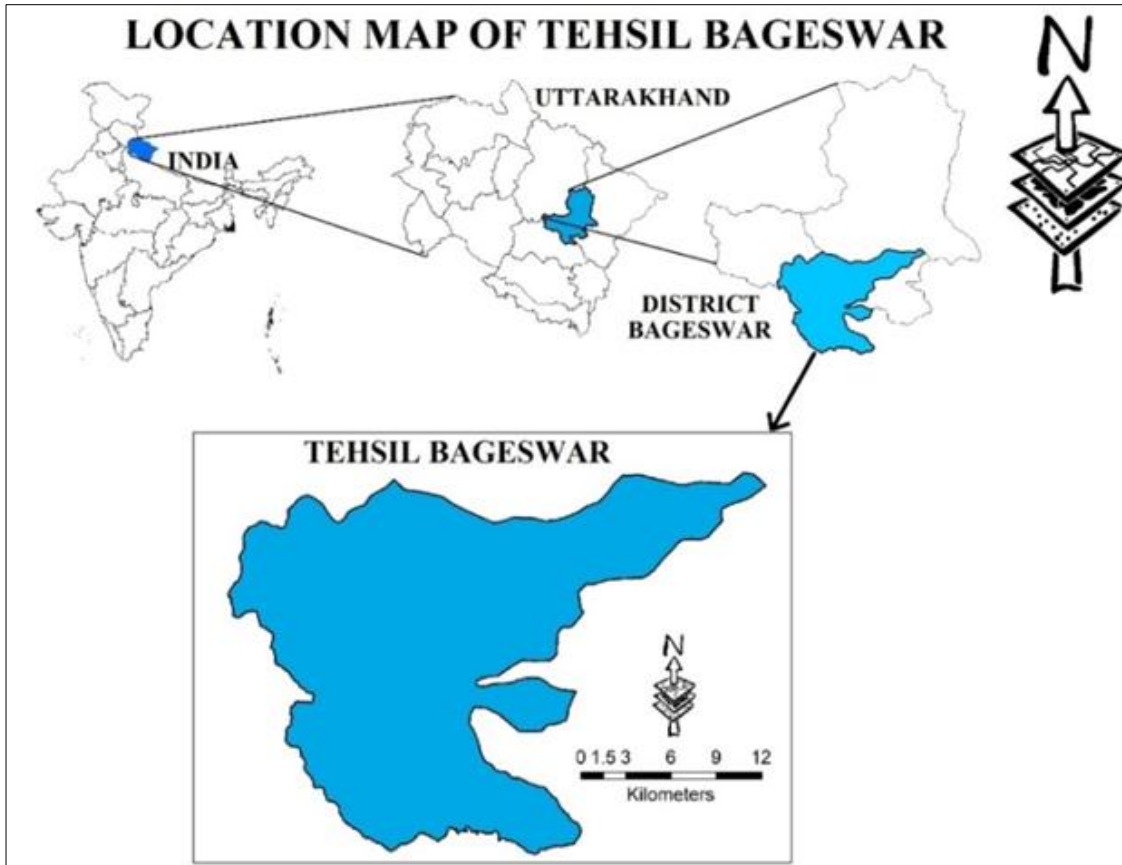 LOCATION MAP OF TEHSIL BAGESWAR
N
UTTARAKHAND
INDIA
DISTRICT
BAGESWAR
TEHSIL BAGESWAR
N
0 1.5 3 6 9 12
Kilometers